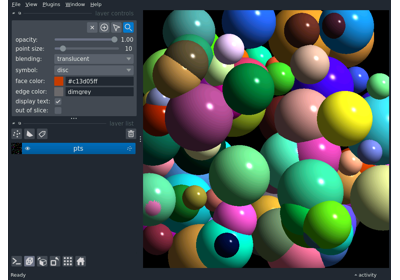 File View Plugins Window Help
layer controls
opacity: 1.00
point size: 10
blending: translucent
symbol: disc
face color: #c13d05ff
edge color: dimgrey
display text:
out of slice:
layer list
pts
Ready
activity